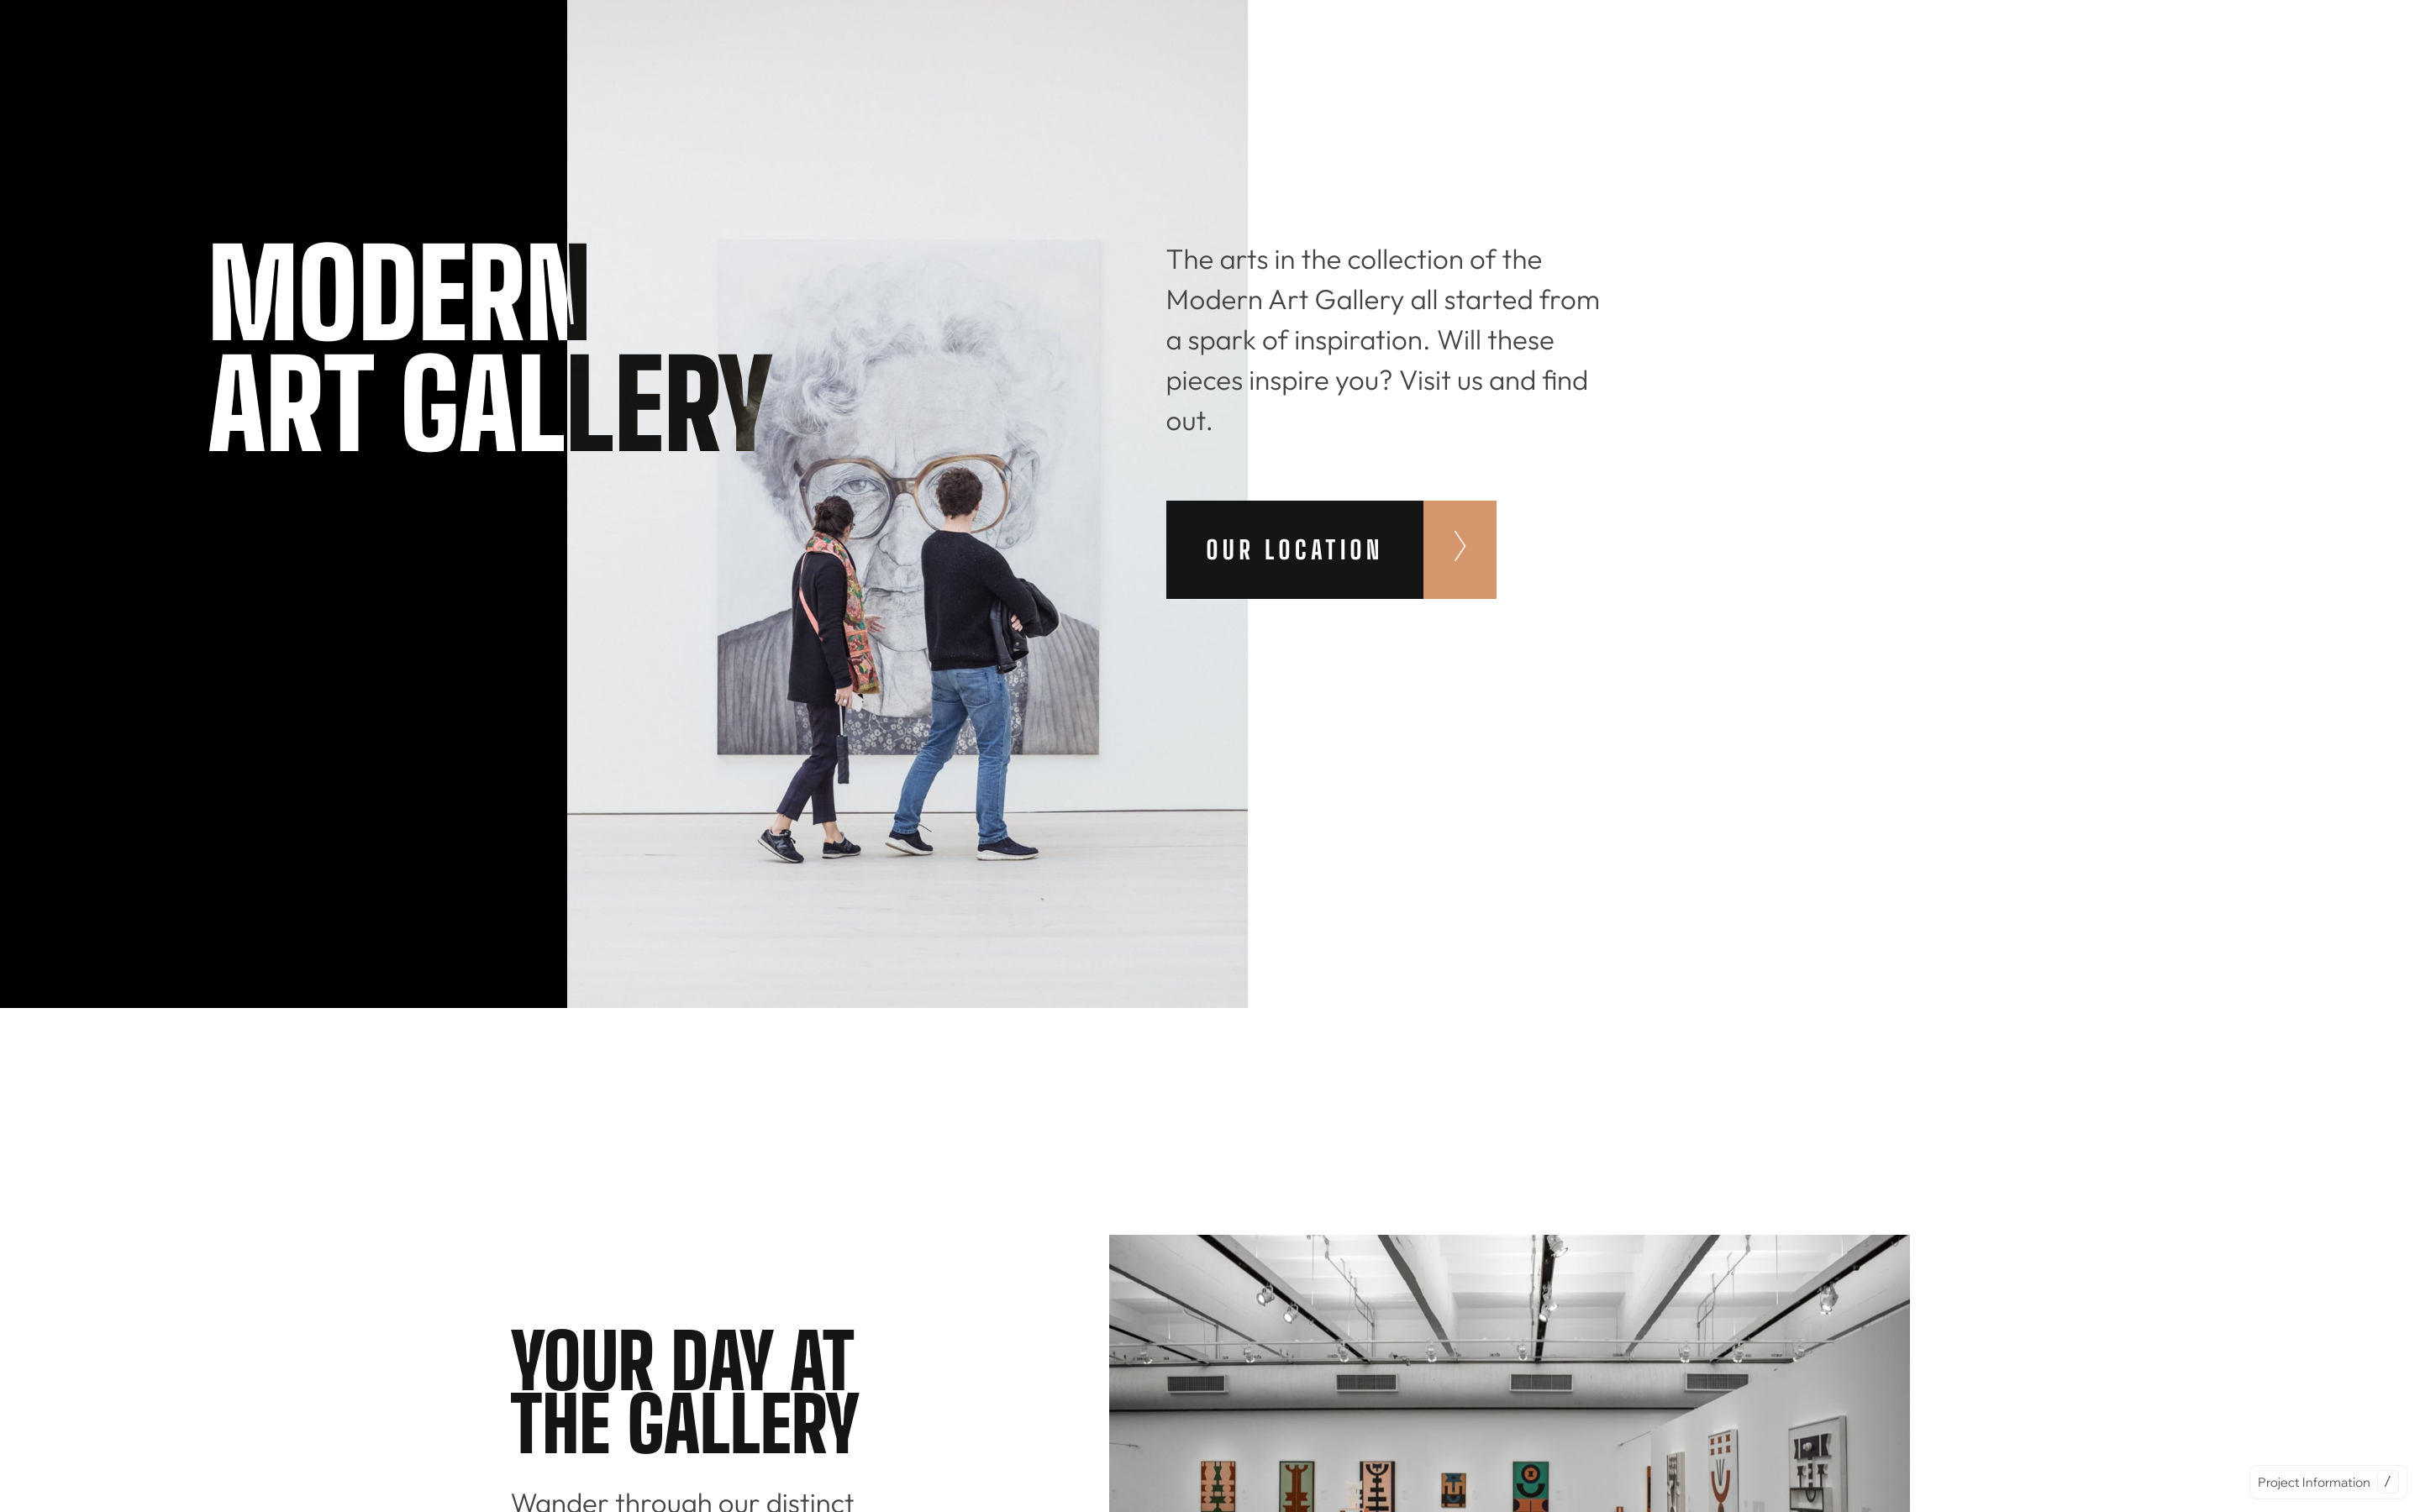 MODERN
ART GALLERY
The arts in the collection of the
Modern Art Gallery all started from
a spark of inspiration. Will these
pieces inspire you? Visit us and find
out.
OUR LOCATION
YOUR DAY AT
THE GALLERY
Wander through our distinct
Project Information /